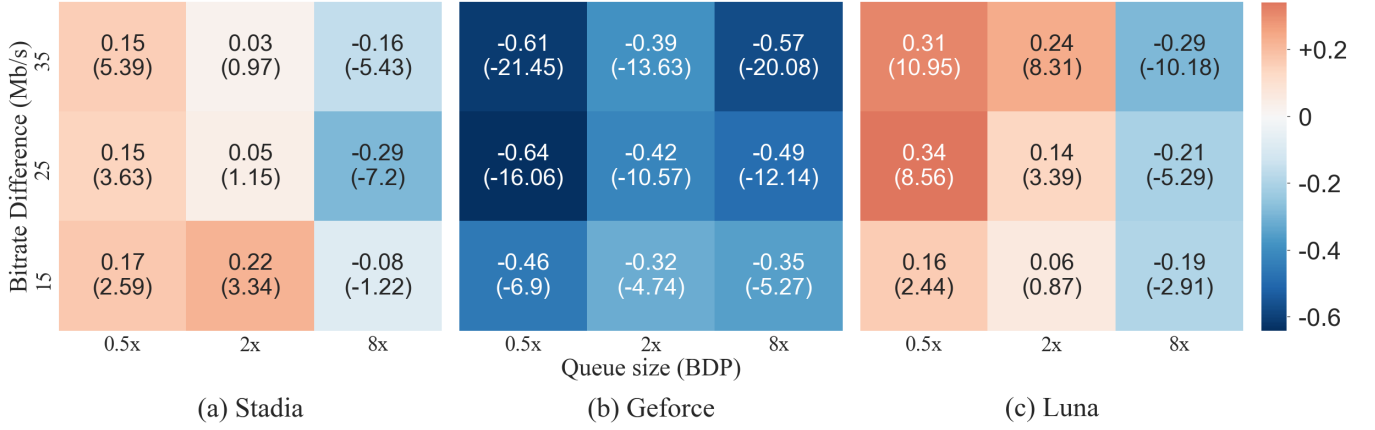 Bitrate Difference (Mb/s)
35
0.15 0.03 -0.16 -0.61 -0.39 -0.57 0.31 0.24 -0.29
(5.39) (0.97) (-5.43) (-21.45) (-13.63) (-20.08) (10.95) (8.31) (-10.18)
25
0.15 0.05 -0.29 -0.64 -0.42 -0.49 0.34 0.14 -0.21
(3.63) (1.15) (-7.2) (-16.06) (-10.57) (-12.14) (8.56) (3.39) (-5.29)
15
0.17 0.22 -0.08 -0.46 -0.32 -0.35 0.16 0.06 -0.19
(2.59) (3.34) (-1.22) (-6.9) (-4.74) (-5.27) (2.44) (0.87) (-2.91)
0.5x 2x 8x 0.5x 2x 8x 0.5x 2x 8x
Queue size (BDP)
(a) Stadia (b) Geforce (c) Luna
+0.2
0
-0.2
-0.4
-0.6